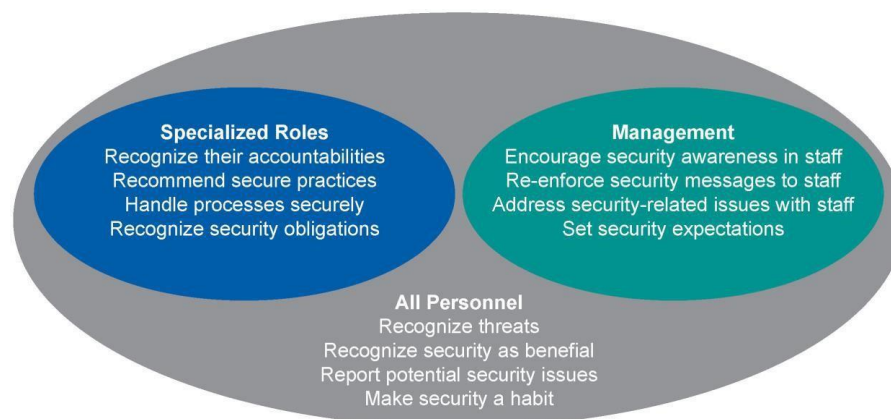 Specialized Roles
Recognize their accountabilities
Recommend secure practices
Handle processes securely
Recognize security obligations
Management
Encourage security awareness in staff
Re-enforce security messages to staff
Address security-related issues with staff
Set security expectations
All Personnel
Recognize threats
Recognize security as benefial
Report potential security issues
Make security a habit